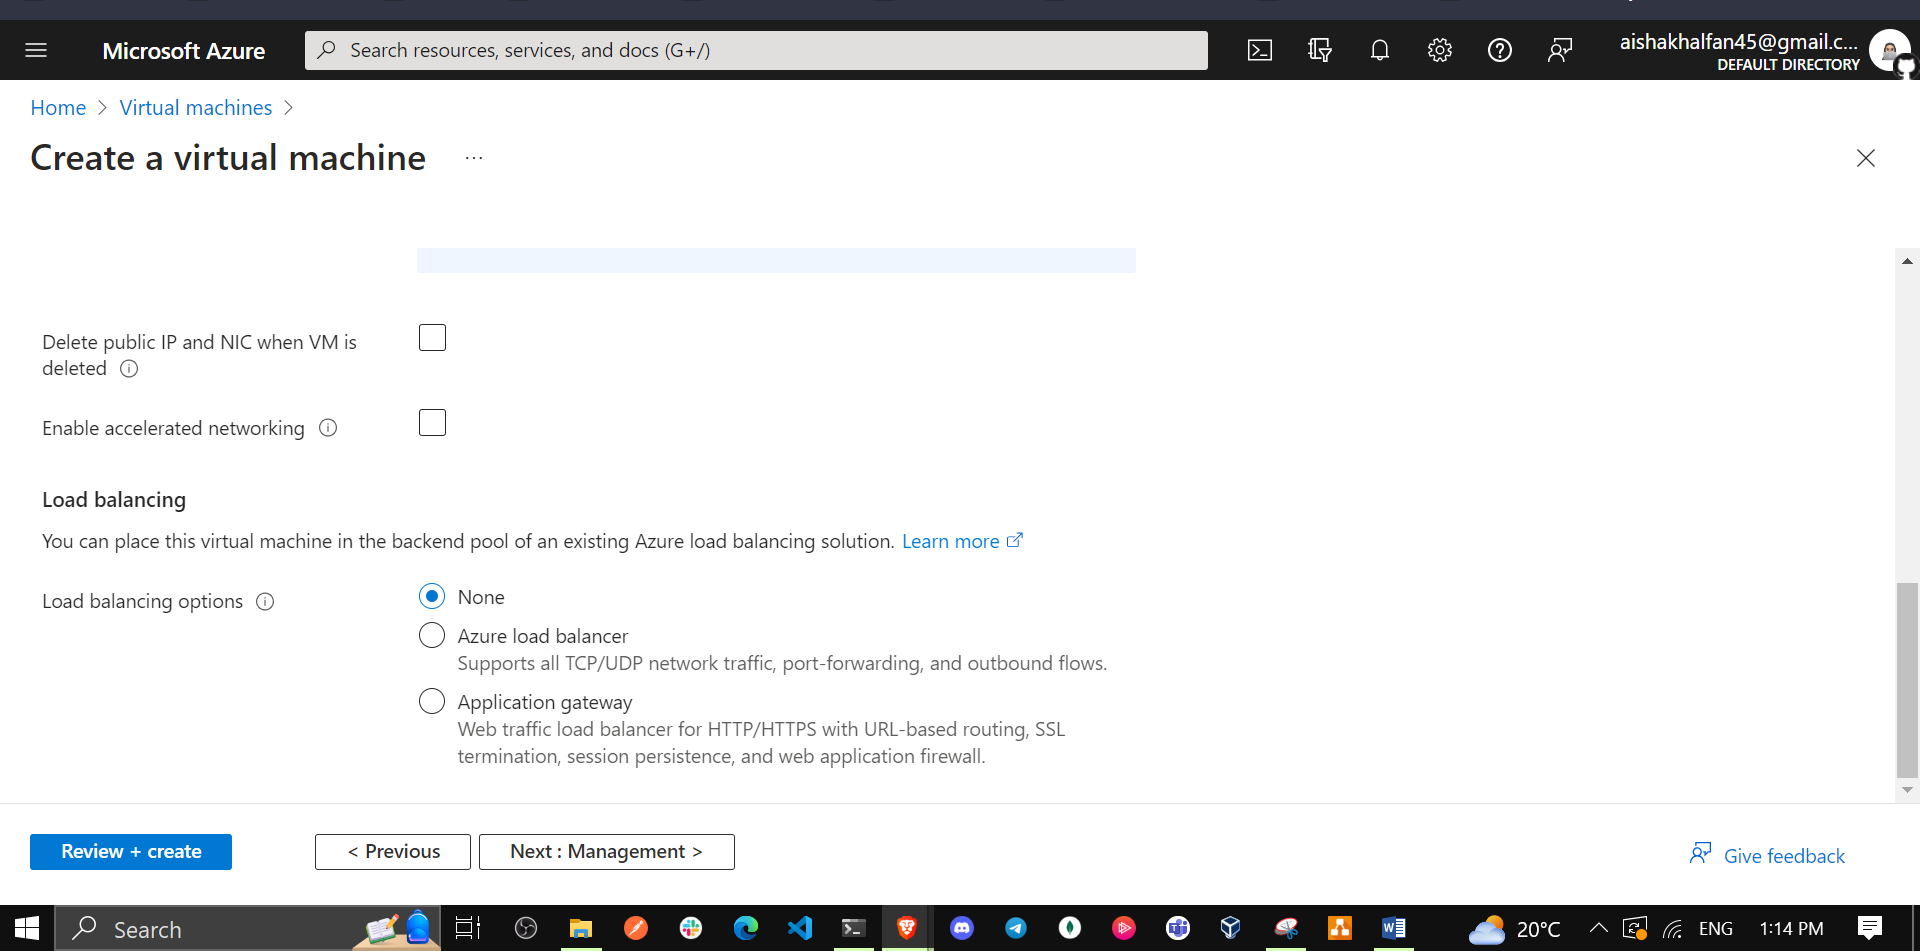 Microsoft Azure
Search resources, services, and docs (G+/)
aishakhalfan45@gmail.c...
DEFAULT DIRECTORY
Home > Virtual machines >
Create a virtual machine ...
Delete public IP and NIC when VM is
deleted
Enable accelerated networking
Load balancing
You can place this virtual machine in the backend pool of an existing Azure load balancing solution. Learn more
Load balancing options
None
Azure load balancer
Supports all TCP/UDP network traffic, port-forwarding, and outbound flows.
Application gateway
Web traffic load balancer for HTTP/HTTPS with URL-based routing, SSL
termination, session persistence, and web application firewall.
Review + create
< Previous
Next : Management >
Give feedback
Search
20°C
ENG
1:14 PM